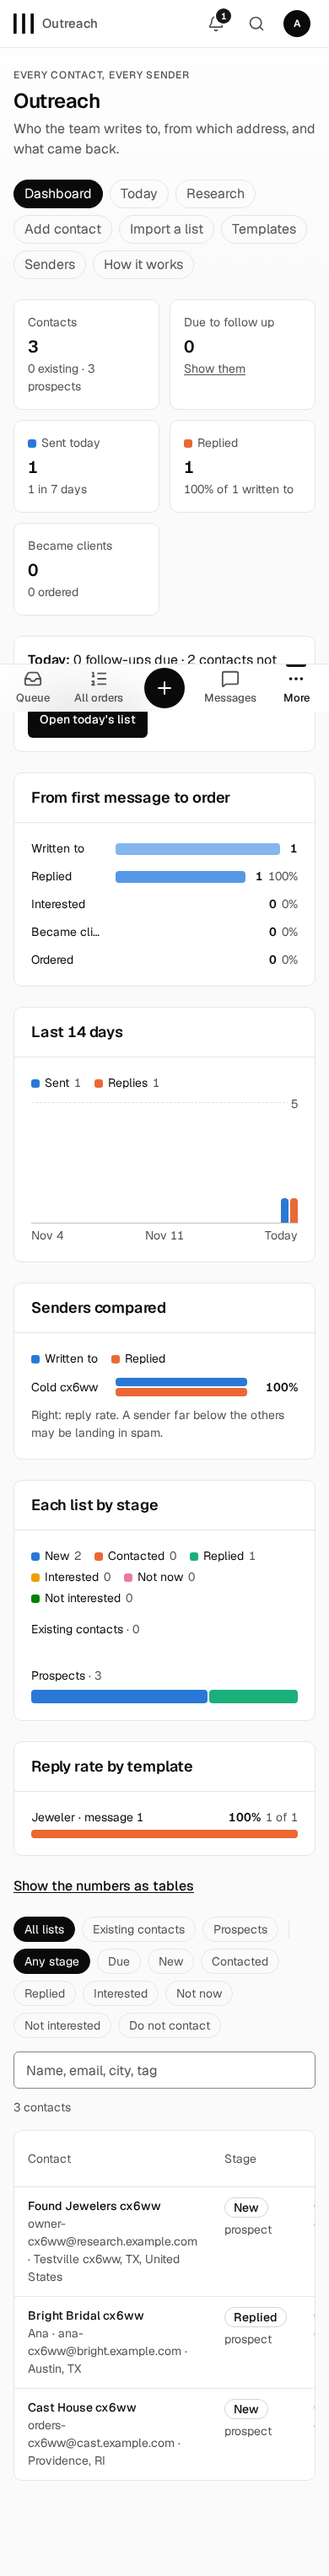 Outreach
1
A
EVERY CONTACT, EVERY SENDER
Outreach
Who the team writes to, from which address, and
what came back.
Dashboard
Today
Research
Add contact
Import a list
Templates
Senders
How it works
Contacts
3
0 existing · 3
prospects
Due to follow up
0
Show them
Sent today
1
1 in 7 days
Replied
1
100% of 1 written to
Became clients
0
0 ordered
Today: 0 follow-ups due · 2 contacts not
Queue
All orders
Messages
More
Open today's list
From first message to order
Written to 1
Replied 1 100%
Interested 0 0%
Became cli... 0 0%
Ordered 0 0%
Last 14 days
Sent 1 Replies 1
5
Nov 4 Nov 11 Today
Senders compared
Written to Replied
Cold cx6ww 100%
Right: reply rate. A sender far below the others
may be landing in spam.
Each list by stage
New 2 Contacted 0 Replied 1
Interested 0 Not now 0
Not interested 0
Existing contacts · 0
Prospects · 3
Reply rate by template
Jeweler · message 1 100% 1 of 1
Show the numbers as tables
All lists Existing contacts Prospects
Any stage Due New Contacted
Replied Interested Not now
Not interested Do not contact
Name, email, city, tag
3 contacts
Contact Stage
Found Jewelers cx6ww
owner-
cx6ww@research.example.com
· Testville cx6ww, TX, United
States
New
prospect
Bright Bridal cx6ww
Ana · ana-
cx6ww@bright.example.com ·
Austin, TX
Replied
prospect
Cast House cx6ww
orders-
cx6ww@cast.example.com ·
Providence, RI
New
prospect